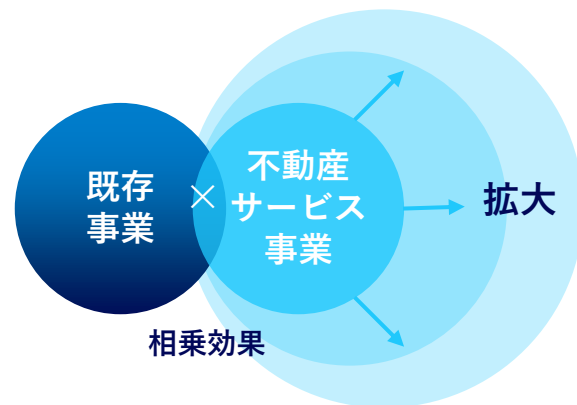 既存
事業
×
不動産
サービス
事業
拡大
相乗効果